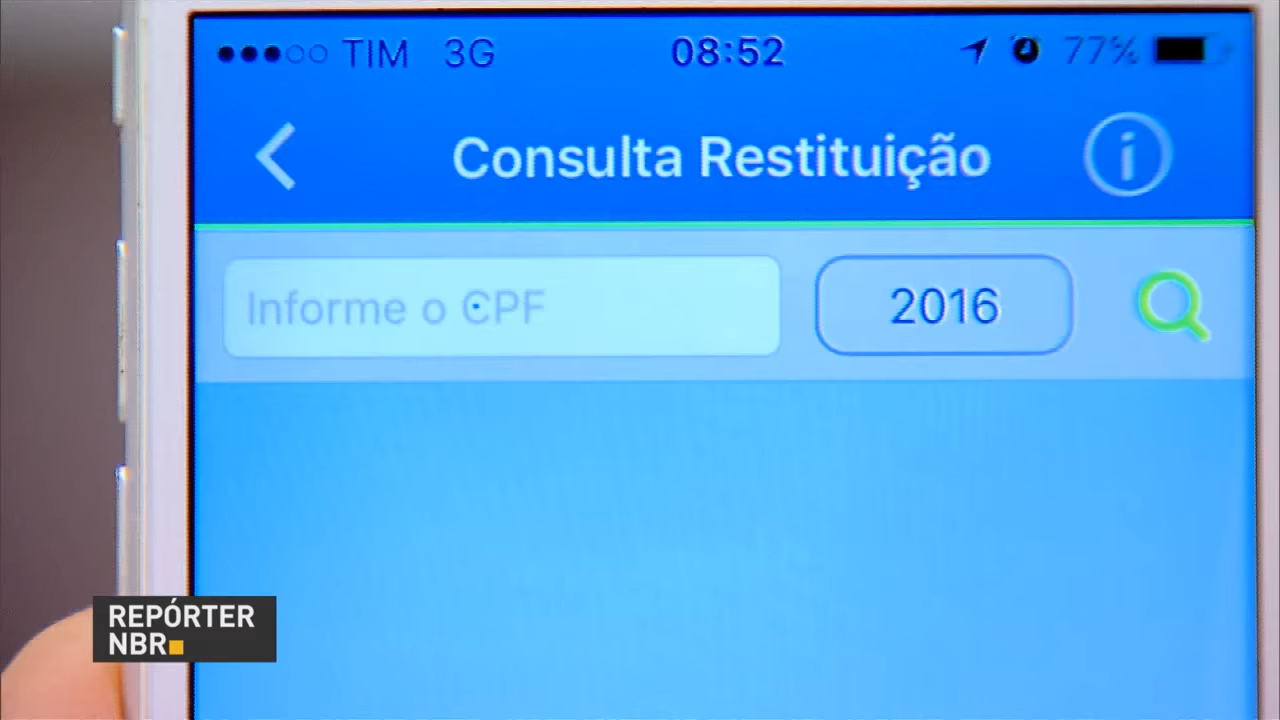 TIM 3G 08:52 77%
Consulta Restituição
Informe o CPF 2016
REPÓRTER
NBR